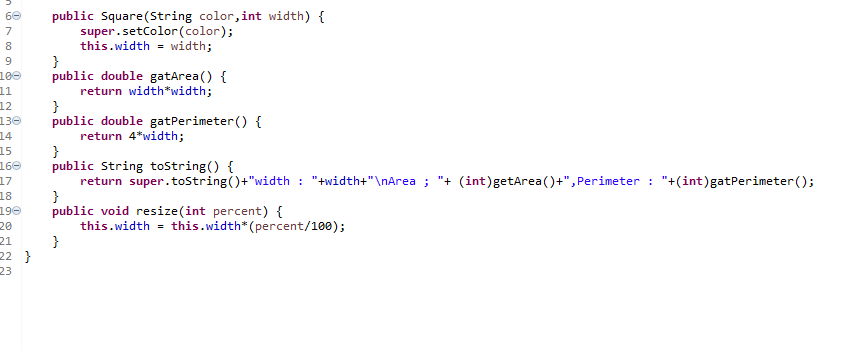 6 public Square(String color,int width) {
7 super.setColor(color);
8 this.width = width;
9 }
10 public double gatArea() {
11 return width*width;
12 }
13 public double gatPerimeter() {
14 return 4*width;
15 }
16 public String toString() {
17 return super.toString()+"width : "+width+"\nArea ; "+ (int)getArea()+",Perimeter : "+(int)gatPerimeter();
18 }
19 public void resize(int percent) {
20 this.width = this.width*(percent/100);
21 }
22 }
23